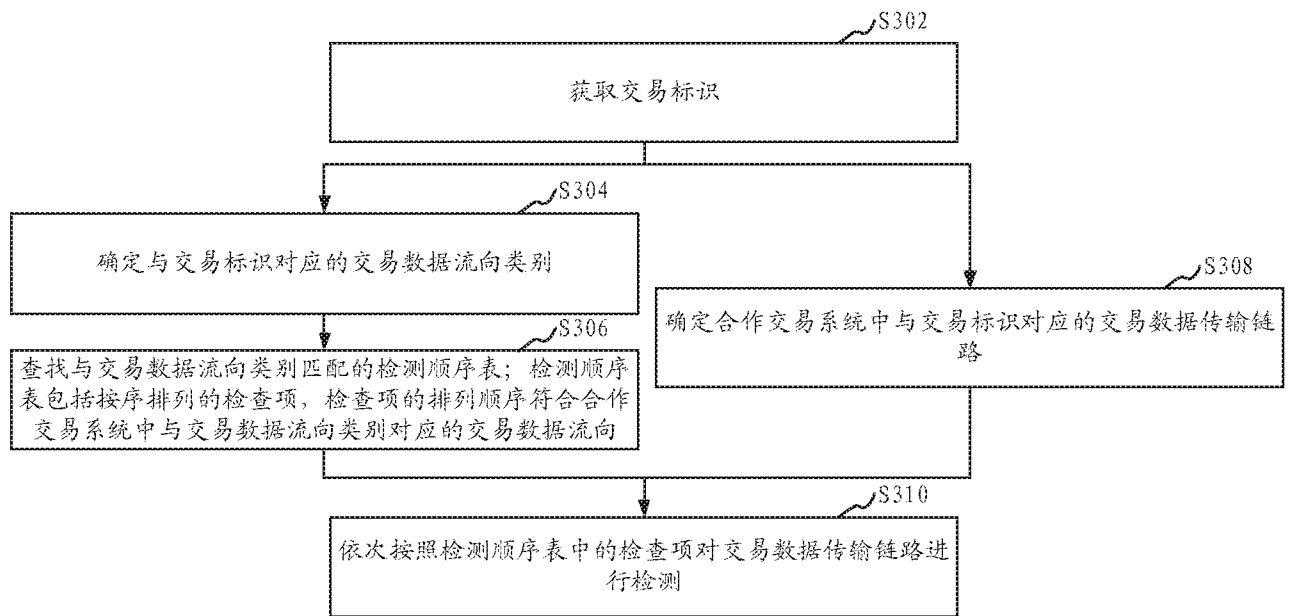 S302
获取交易标识
S304
确定与交易标识对应的交易数据流向类别
S308
确定合作交易系统中与交易标识对应的交易数据传输链
路
S306
查找与交易数据流向类别匹配的检测顺序表；检测顺序
表包括按序排列的检查项，检查项的排列顺序符合合作
交易系统中与交易数据流向类别对应的交易数据流向
S310
依次按照检测顺序表中的检查项对交易数据传输链路进
行检测